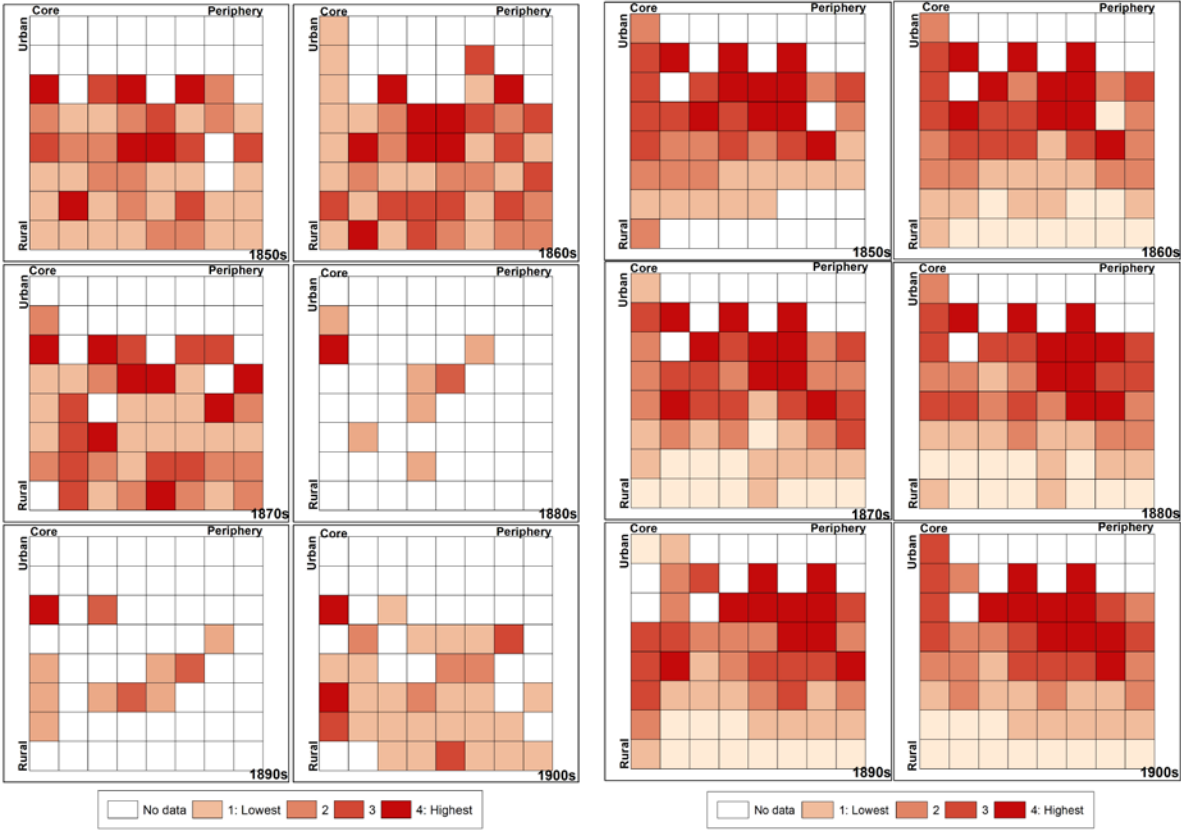 Core Periphery
Urban
Rural
1850s
Core Periphery
Urban
Rural
1860s
Core Periphery
Urban
Rural
1870s
Core Periphery
Urban
Rural
1880s
Core Periphery
Urban
Rural
1890s
Core Periphery
Urban
Rural
1900s
No data 1: Lowest 2 3 4: Highest
Core Periphery
Urban
Rural
1850s
Core Periphery
Urban
Rural
1860s
Core Periphery
Urban
Rural
1870s
Core Periphery
Urban
Rural
1880s
Core Periphery
Urban
Rural
1890s
Core Periphery
Urban
Rural
1900s
No data 1: Lowest 2 3 4: Highest